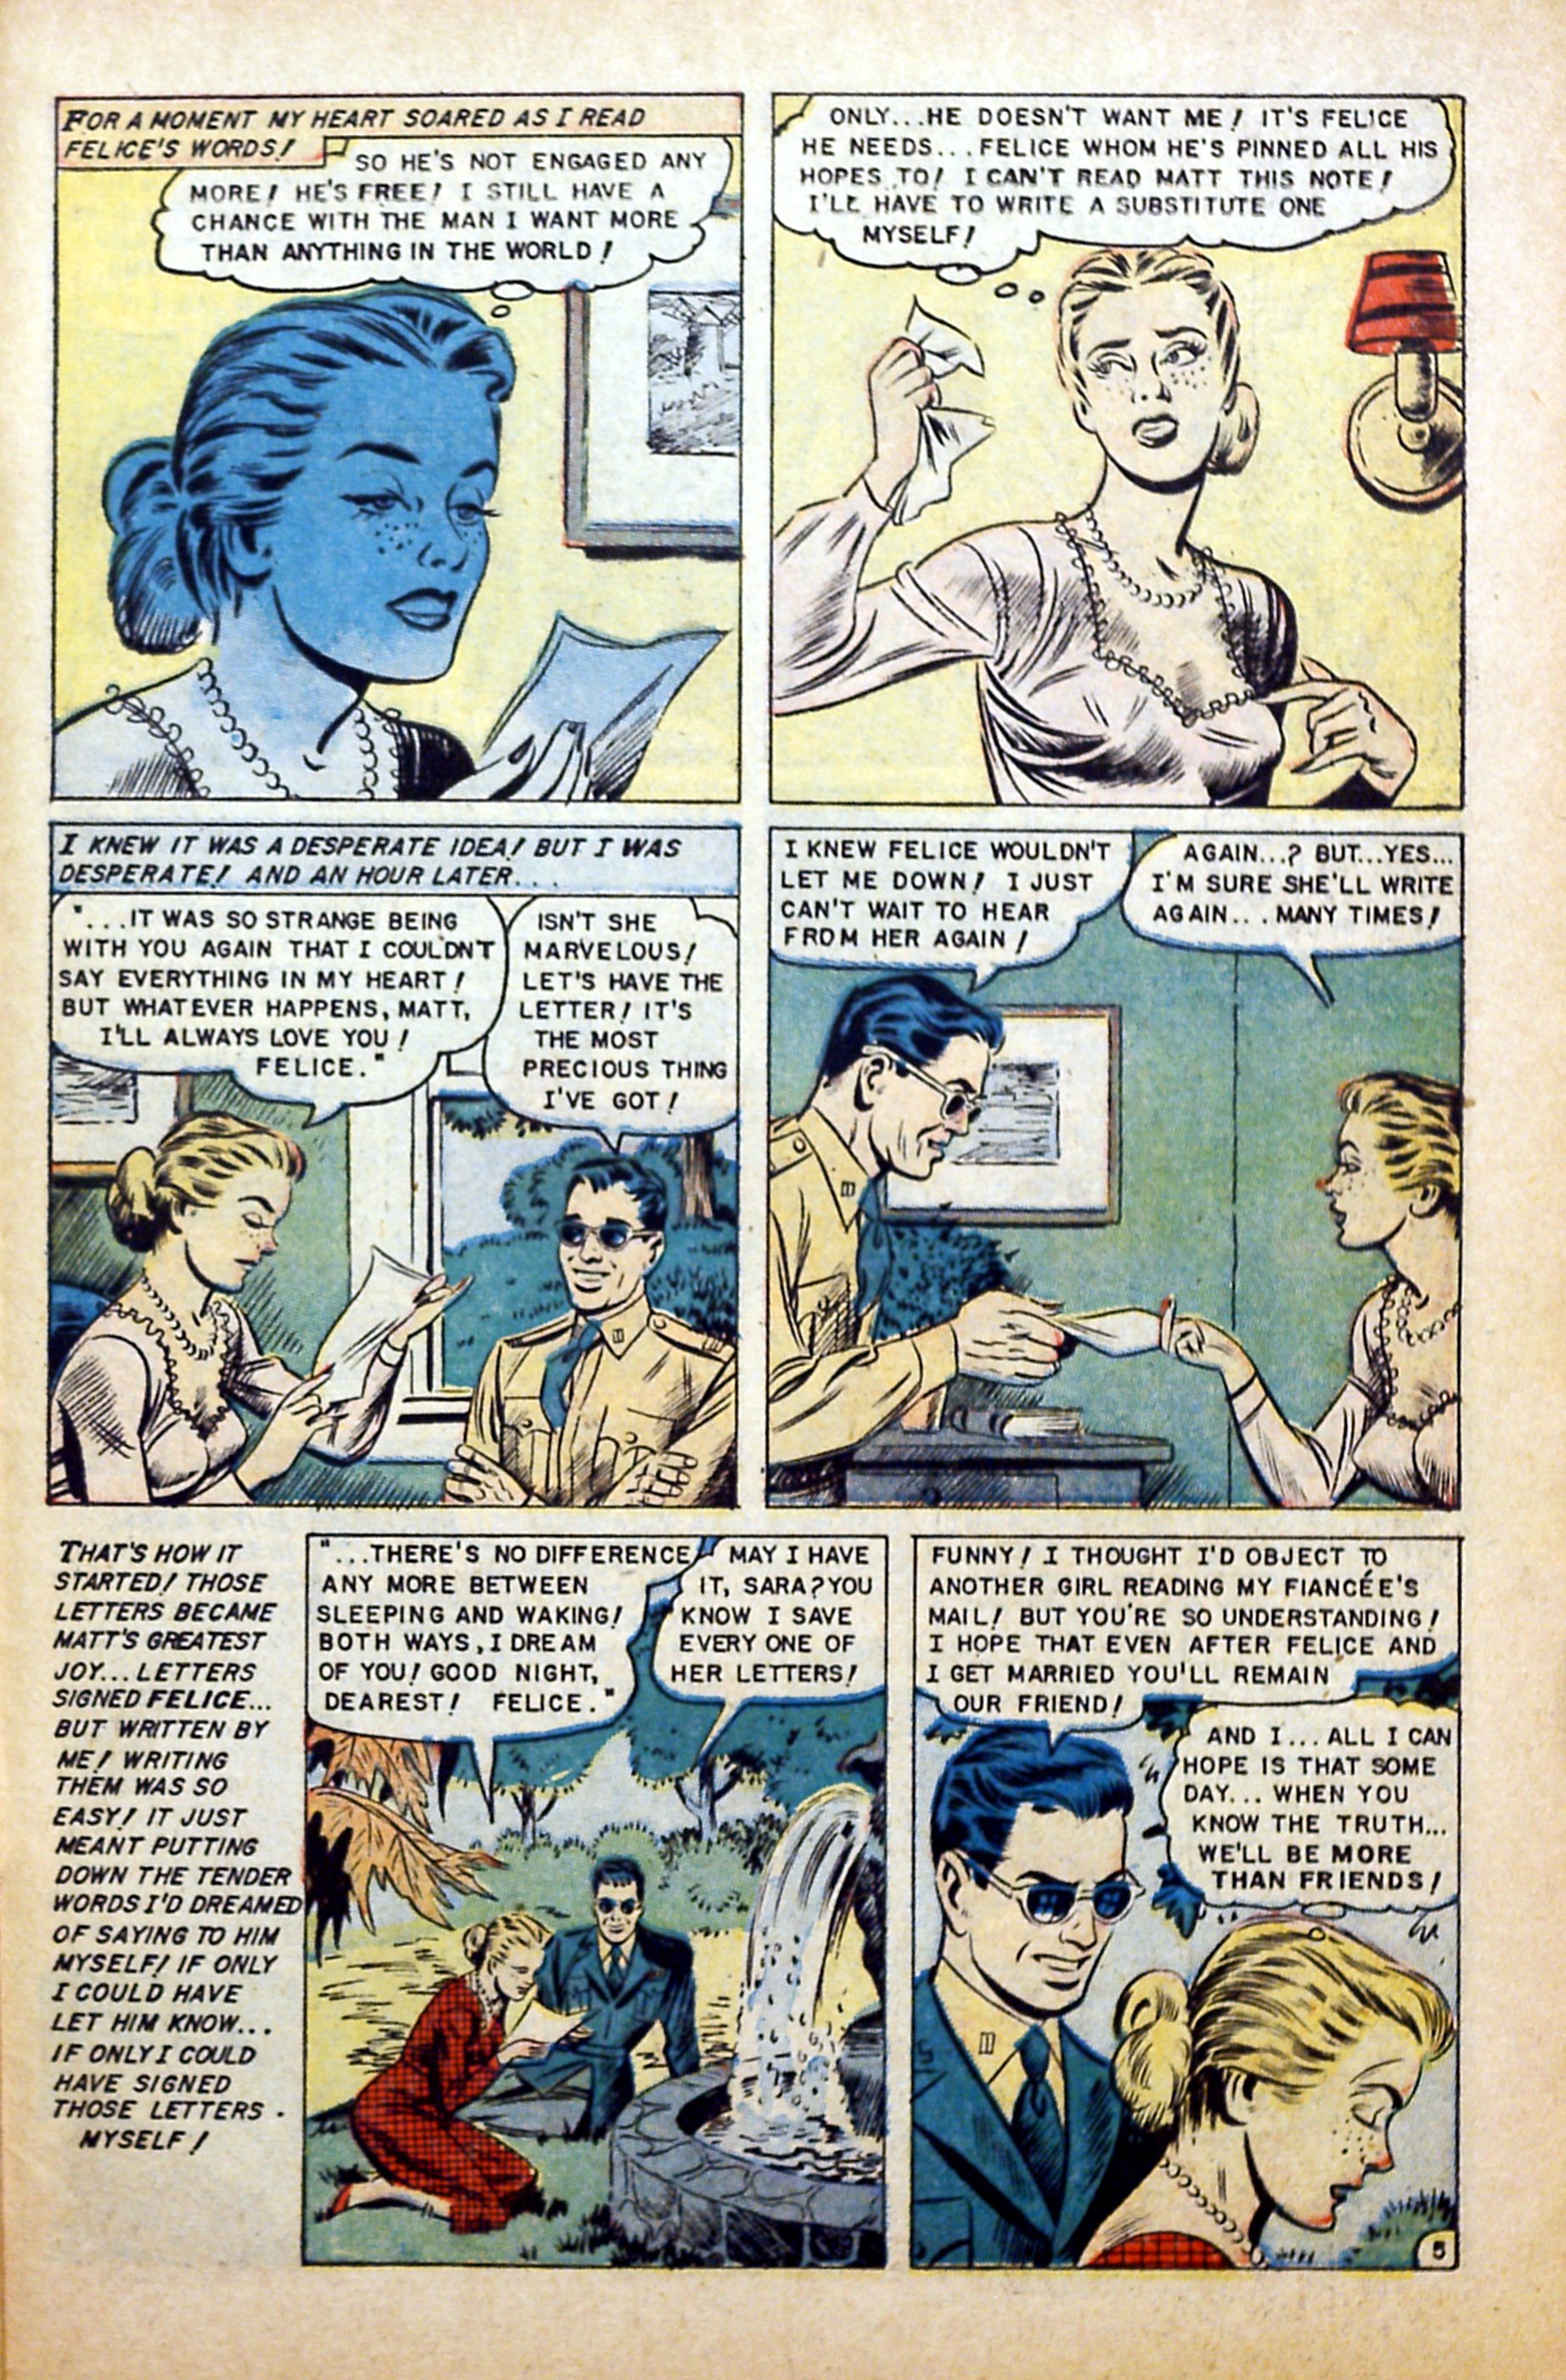 FOR A MOMENT MY HEART SOARED AS I READ
FELICE'S WORDS!
SO HE'S NOT ENGAGED ANY
MORE! HE'S FREE! I STILL HAVE A
CHANCE WITH THE MAN I WANT MORE
THAN ANYTHING IN THE WORLD!
ONLY...HE DOESN'T WANT ME! IT'S FELICE
HE NEEDS...FELICE WHOM HE'S PINNED ALL HIS
HOPES TO! I CAN'T READ MATT THIS NOTE!
I'LL HAVE TO WRITE A SUBSTITUTE ONE
MYSELF!
I KNEW IT WAS A DESPERATE IDEA! BUT I WAS
DESPERATE! AND AN HOUR LATER...
"...IT WAS SO STRANGE BEING
WITH YOU AGAIN THAT I COULDN'T
SAY EVERYTHING IN MY HEART!
BUT WHATEVER HAPPENS, MATT,
I'LL ALWAYS LOVE YOU!
FELICE."
ISN'T SHE
MARVELOUS!
LET'S HAVE THE
LETTER! IT'S
THE MOST
PRECIOUS THING
I'VE GOT!
I KNEW FELICE WOULDN'T
LET ME DOWN! I JUST
CAN'T WAIT TO HEAR
FROM HER AGAIN!
AGAIN...? BUT...YES...
I'M SURE SHE'LL WRITE
AGAIN... MANY TIMES!
THAT'S HOW IT
STARTED! THOSE
LETTERS BECAME
MATT'S GREATEST
JOY... LETTERS
SIGNED FELICE...
BUT WRITTEN BY
ME! WRITING
THEM WAS SO
EASY! IT JUST
MEANT PUTTING
DOWN THE TENDER
WORDS I'D DREAMED
OF SAYING TO HIM
MYSELF! IF ONLY
I COULD HAVE
LET HIM KNOW...
IF ONLY I COULD
HAVE SIGNED
THOSE LETTERS -
MYSELF!
"...THERE'S NO DIFFERENCE
ANY MORE BETWEEN
SLEEPING AND WAKING!
BOTH WAYS, I DREAM
OF YOU! GOOD NIGHT,
DEAREST! FELICE."
MAY I HAVE
IT, SARA? YOU
KNOW I SAVE
EVERY ONE OF
HER LETTERS!
FUNNY! I THOUGHT I'D OBJECT TO
ANOTHER GIRL READING MY FIANCÉE'S
MAIL! BUT YOU'RE SO UNDERSTANDING!
I HOPE THAT EVEN AFTER FELICE AND
I GET MARRIED YOU'LL REMAIN
OUR FRIEND!
AND I... ALL I CAN
HOPE IS THAT SOME
DAY... WHEN YOU
KNOW THE TRUTH...
WE'LL BE MORE
THAN FRIENDS!
5